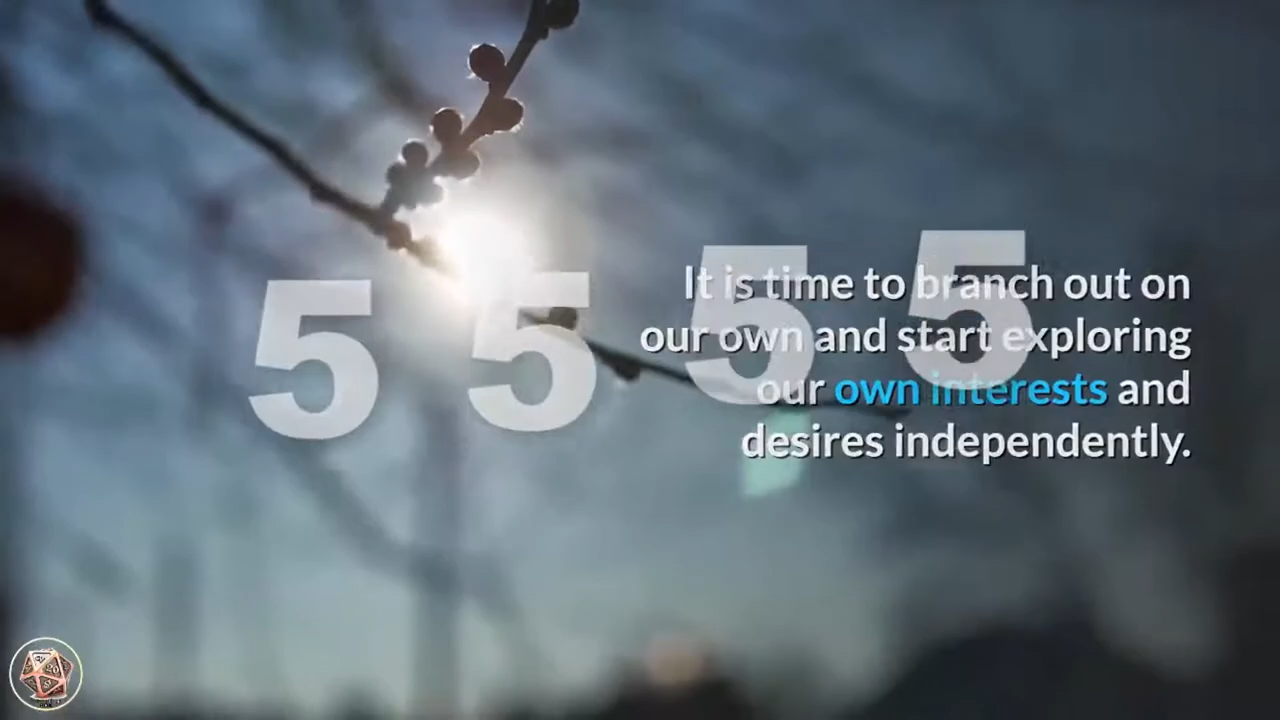 5 5 5 5
It is time to branch out on
our own and start exploring
our own interests and
desires independently.